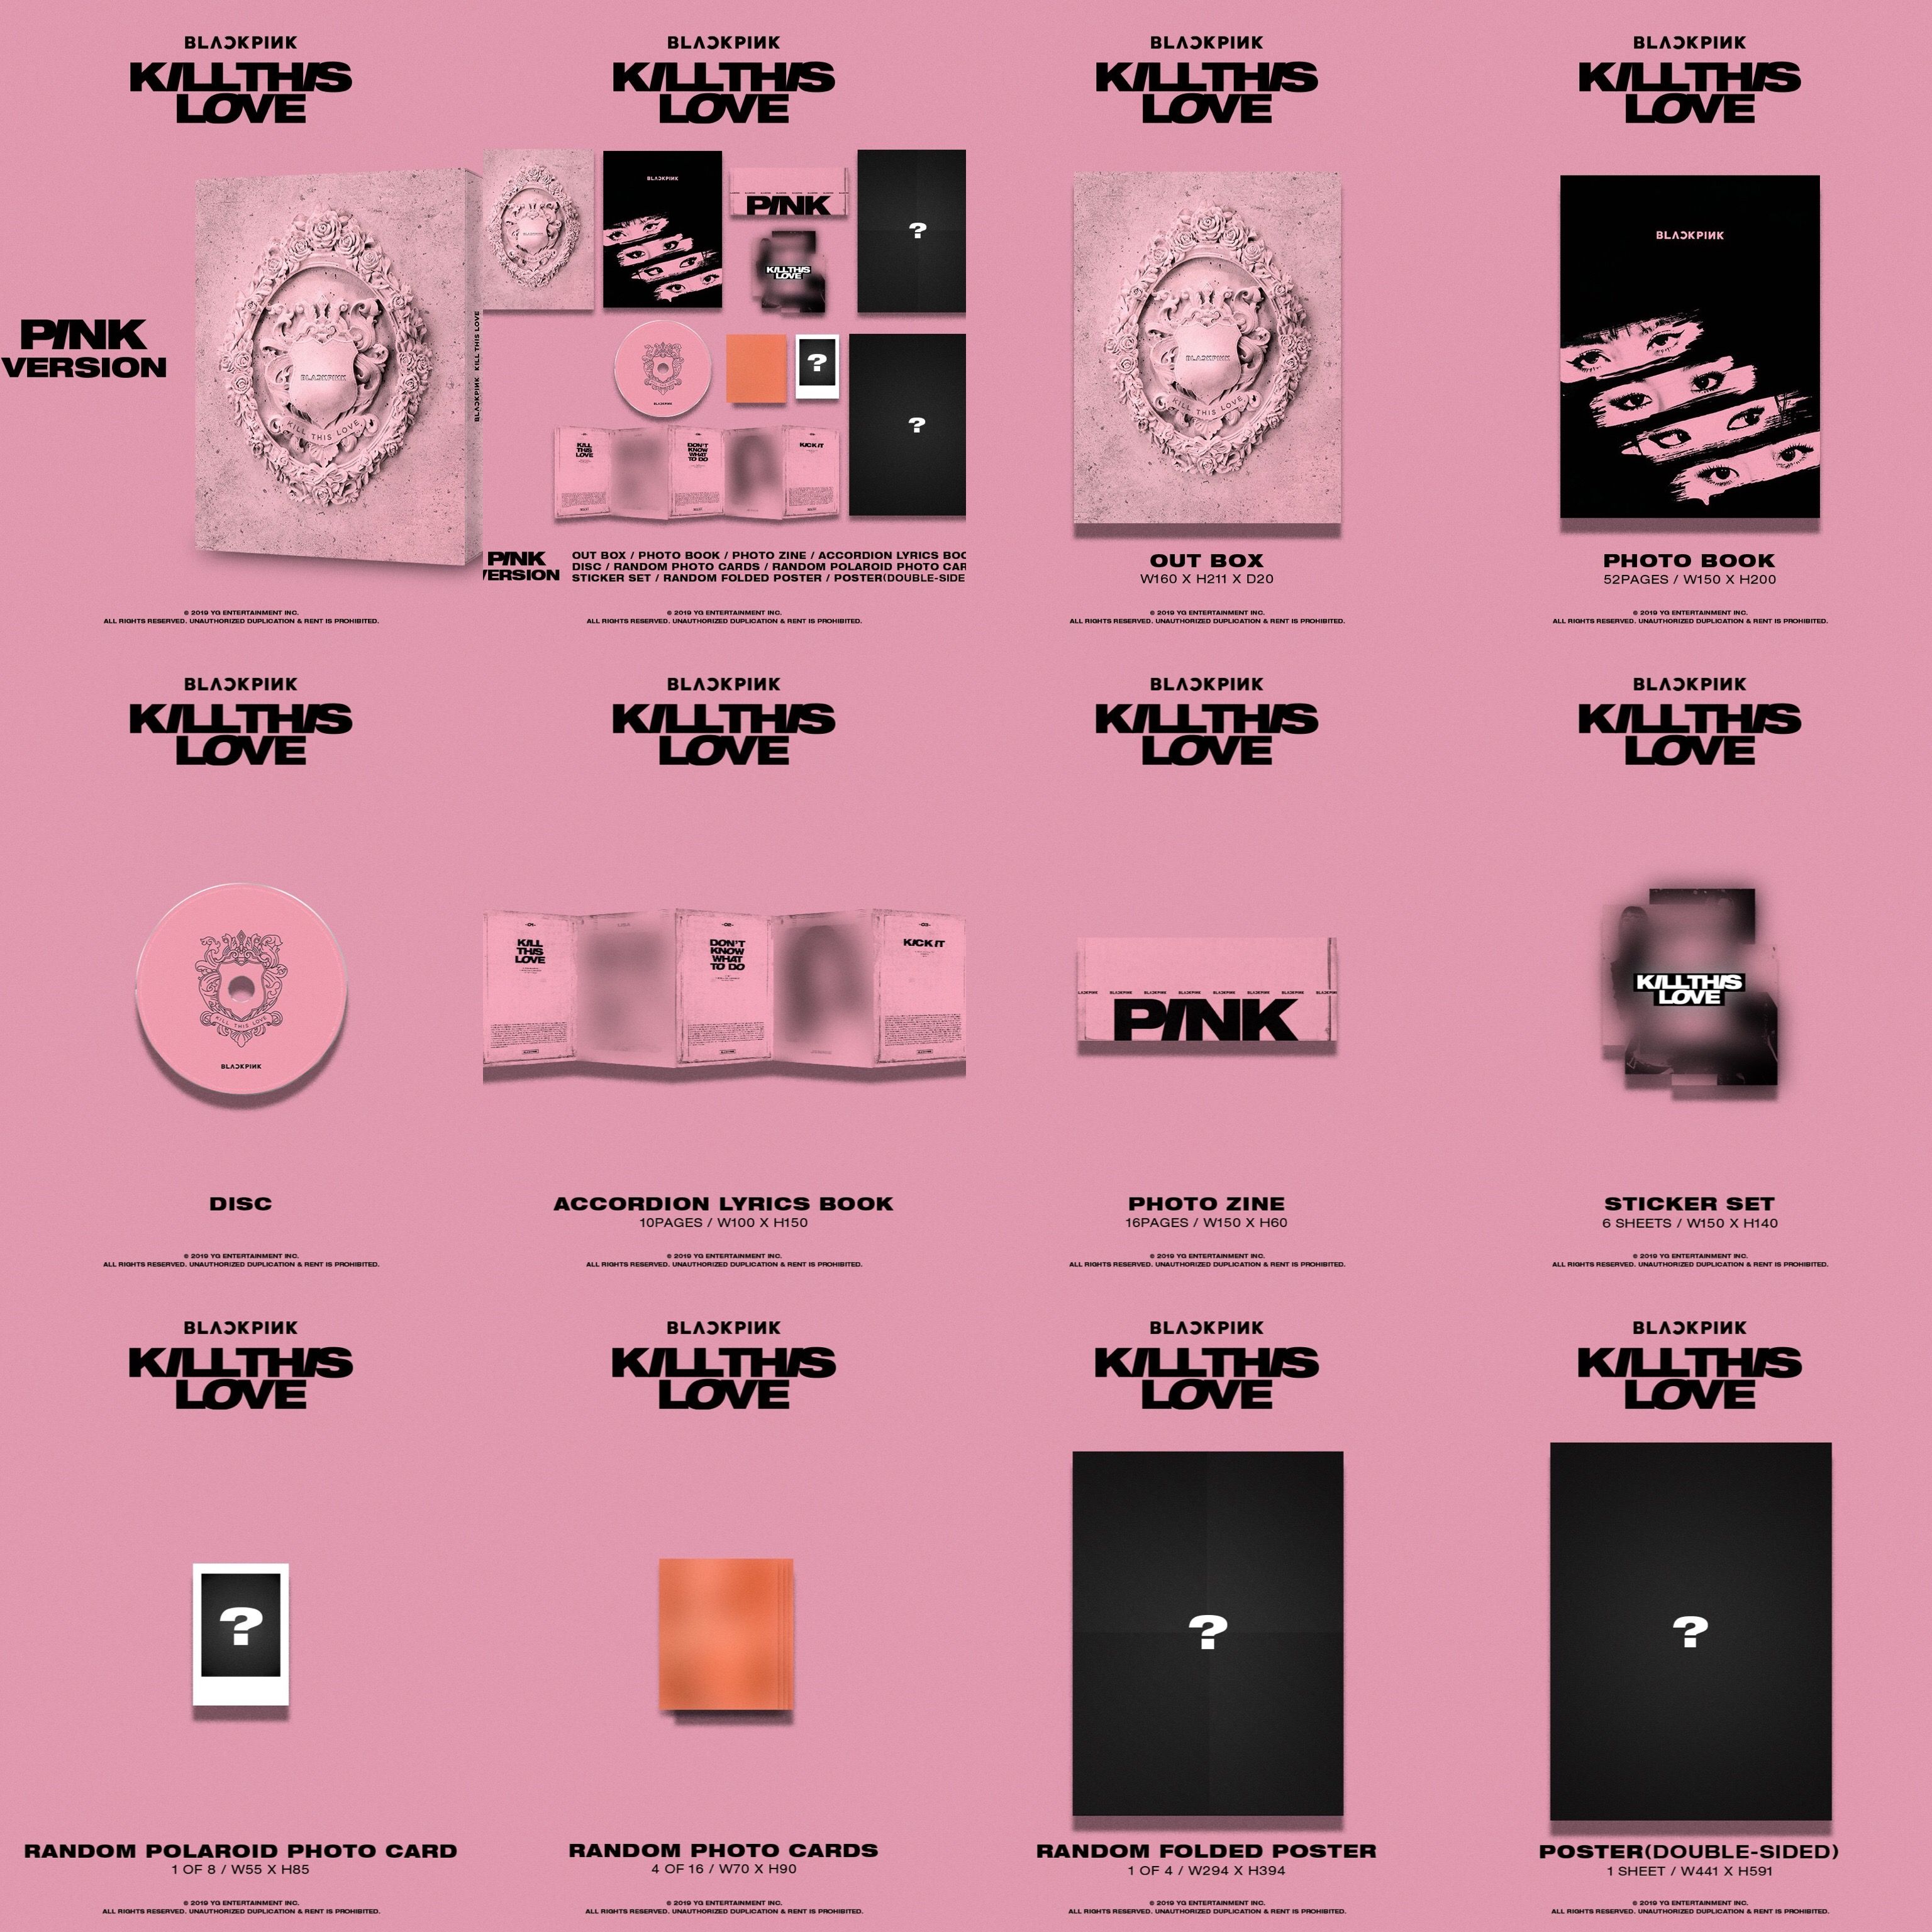 BLACKPINK
KILL THIS
LOVE
PINK
VERSION
BLACKPINK
KILL THIS LOVE
BLACKPINK KILL THIS LOVE
© 2019 YG ENTERTAINMENT INC.
ALL RIGHTS RESERVED. UNAUTHORIZED DUPLICATION & RENT IS PROHIBITED.
BLACKPINK
KILL THIS
LOVE
BLACKPINK
BLACKPINK
PINK
?
KILL THIS
LOVE
?
BLACKPINK
?
KILL
THIS
LOVE
DON'T
KNOW
WHAT
TO DO
KICK IT
PINK
VERSION
OUT BOX / PHOTO BOOK / PHOTO ZINE / ACCORDION LYRICS BOO
DISC / RANDOM PHOTO CARDS / RANDOM POLAROID PHOTO CAR
STICKER SET / RANDOM FOLDED POSTER / POSTER(DOUBLE-SIDE
© 2019 YG ENTERTAINMENT INC.
ALL RIGHTS RESERVED. UNAUTHORIZED DUPLICATION & RENT IS PROHIBITED.
BLACKPINK
KILL THIS
LOVE
BLACKPINK
KILL THIS LOVE
OUT BOX
W160 X H211 X D20
© 2019 YG ENTERTAINMENT INC.
ALL RIGHTS RESERVED. UNAUTHORIZED DUPLICATION & RENT IS PROHIBITED.
BLACKPINK
KILL THIS
LOVE
BLACKPINK
PHOTO BOOK
52PAGES / W150 X H200
© 2019 YG ENTERTAINMENT INC.
ALL RIGHTS RESERVED. UNAUTHORIZED DUPLICATION & RENT IS PROHIBITED.
BLACKPINK
KILL THIS
LOVE
KILL THIS LOVE
BLACKPINK
DISC
© 2019 YG ENTERTAINMENT INC.
ALL RIGHTS RESERVED. UNAUTHORIZED DUPLICATION & RENT IS PROHIBITED.
BLACKPINK
KILL THIS
LOVE
KILL
THIS
LOVE
DON'T
KNOW
WHAT
TO DO
KICK IT
ACCORDION LYRICS BOOK
10PAGES / W100 X H150
© 2019 YG ENTERTAINMENT INC.
ALL RIGHTS RESERVED. UNAUTHORIZED DUPLICATION & RENT IS PROHIBITED.
BLACKPINK
KILL THIS
LOVE
BLACKPINK BLACKPINK BLACKPINK BLACKPINK BLACKPINK BLACKPINK BLACKPINK BLACKPINK
PINK
PHOTO ZINE
16PAGES / W150 X H60
© 2019 YG ENTERTAINMENT INC.
ALL RIGHTS RESERVED. UNAUTHORIZED DUPLICATION & RENT IS PROHIBITED.
BLACKPINK
KILL THIS
LOVE
KILL THIS
LOVE
STICKER SET
6 SHEETS / W150 X H140
© 2019 YG ENTERTAINMENT INC.
ALL RIGHTS RESERVED. UNAUTHORIZED DUPLICATION & RENT IS PROHIBITED.
BLACKPINK
KILL THIS
LOVE
?
RANDOM POLAROID PHOTO CARD
1 OF 8 / W55 X H85
© 2019 YG ENTERTAINMENT INC.
ALL RIGHTS RESERVED. UNAUTHORIZED DUPLICATION & RENT IS PROHIBITED.
BLACKPINK
KILL THIS
LOVE
RANDOM PHOTO CARDS
4 OF 16 / W70 X H90
© 2019 YG ENTERTAINMENT INC.
ALL RIGHTS RESERVED. UNAUTHORIZED DUPLICATION & RENT IS PROHIBITED.
BLACKPINK
KILL THIS
LOVE
?
RANDOM FOLDED POSTER
1 OF 4 / W294 X H394
© 2019 YG ENTERTAINMENT INC.
ALL RIGHTS RESERVED. UNAUTHORIZED DUPLICATION & RENT IS PROHIBITED.
BLACKPINK
KILL THIS
LOVE
?
POSTER(DOUBLE-SIDED)
1 SHEET / W441 X H591
© 2019 YG ENTERTAINMENT INC.
ALL RIGHTS RESERVED. UNAUTHORIZED DUPLICATION & RENT IS PROHIBITED.